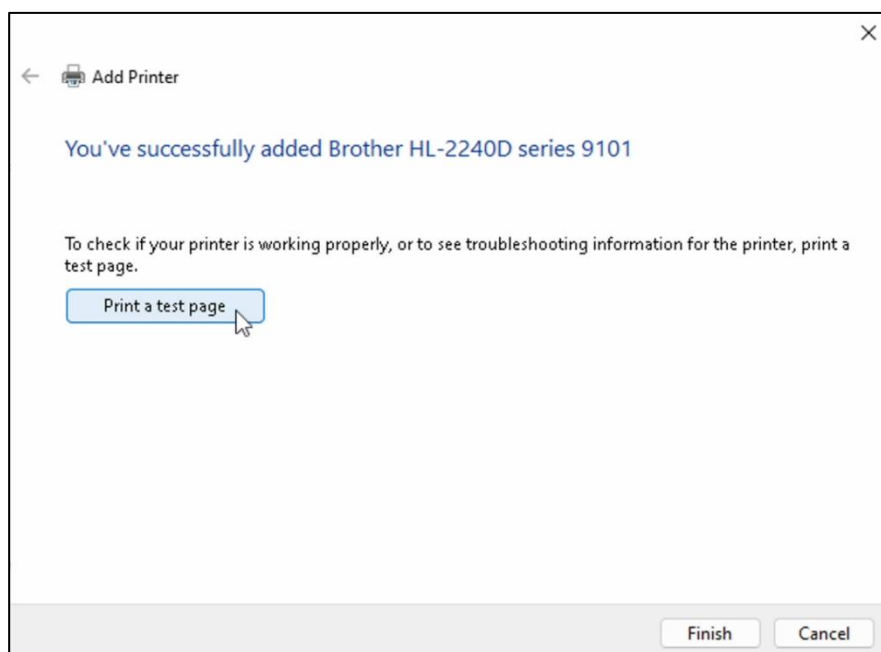 Add Printer
You've successfully added Brother HL-2240D series 9101
To check if your printer is working properly, or to see troubleshooting information for the printer, print a
test page.
Print a test page
Finish Cancel